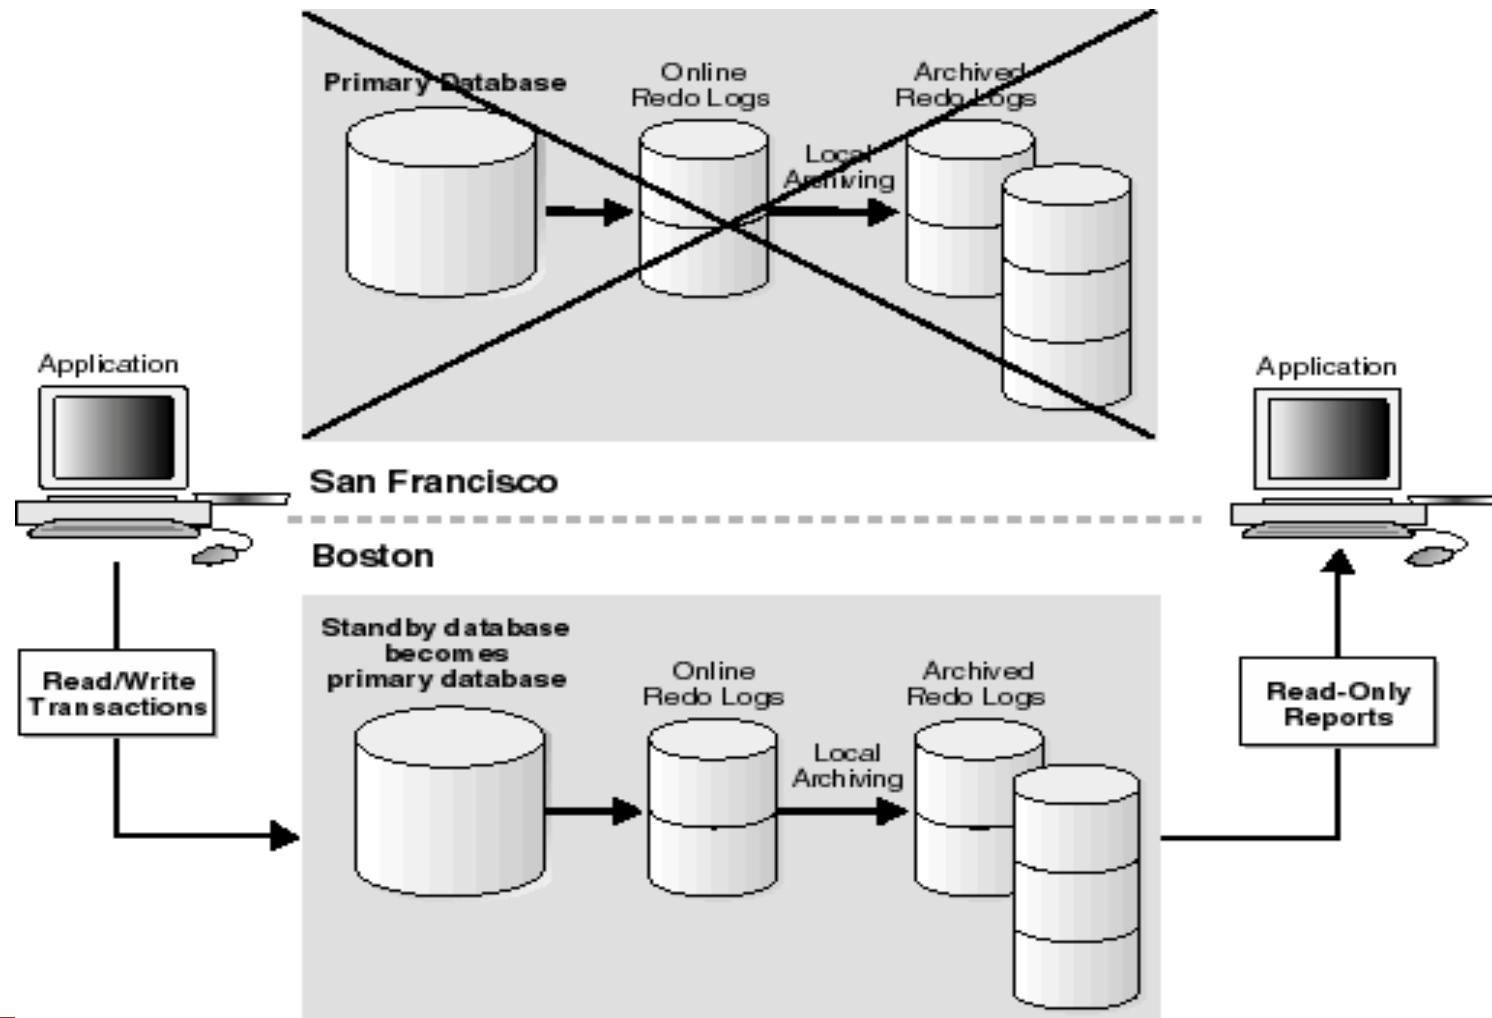 Primary Database
Online
Redo Logs
Archived
Redo Logs
Local
Archiving
Application
Application
San Francisco
Boston
Standby database
becomes
primary database
Online
Redo Logs
Archived
Redo Logs
Local
Archiving
Read/Write
Transactions
Read-Only
Reports